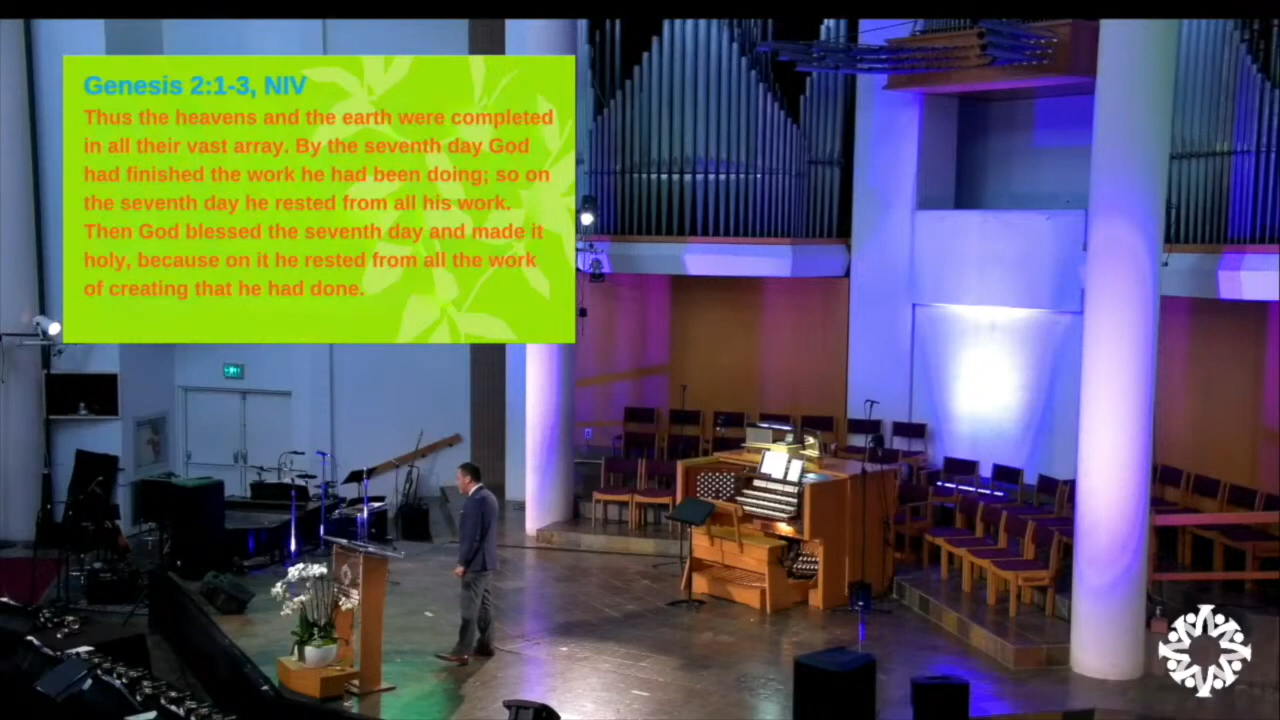 Genesis 2:1-3, NIV
Thus the heavens and the earth were completed
in all their vast array. By the seventh day God
had finished the work he had been doing; so on
the seventh day he rested from all his work.
Then God blessed the seventh day and made it
holy, because on it he rested from all the work
of creating that he had done.